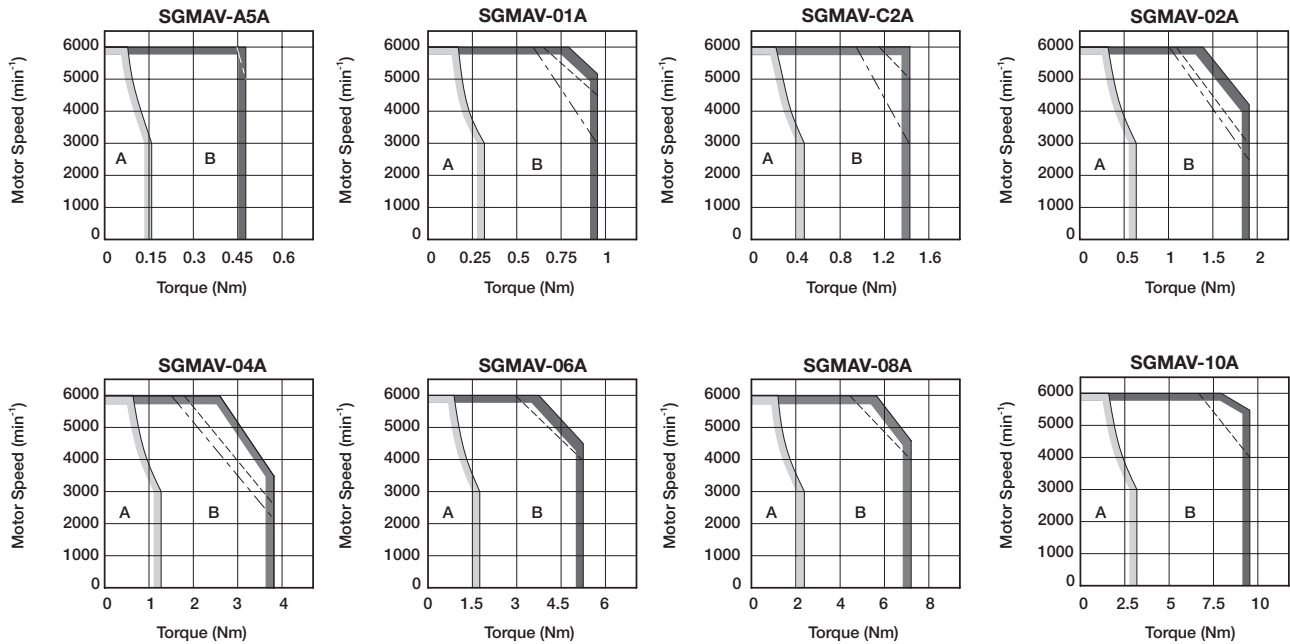 SGMAV-A5A
Motor Speed (min⁻¹)
6000
5000
4000
3000
2000
1000
0
A
B
0 0.15 0.3 0.45 0.6
Torque (Nm)
SGMAV-01A
Motor Speed (min⁻¹)
6000
5000
4000
3000
2000
1000
0
A
B
0 0.25 0.5 0.75 1
Torque (Nm)
SGMAV-C2A
Motor Speed (min⁻¹)
6000
5000
4000
3000
2000
1000
0
A
B
0 0.4 0.8 1.2 1.6
Torque (Nm)
SGMAV-02A
Motor Speed (min⁻¹)
6000
5000
4000
3000
2000
1000
0
A
B
0 0.5 1 1.5 2
Torque (Nm)
SGMAV-04A
Motor Speed (min⁻¹)
6000
5000
4000
3000
2000
1000
0
A
B
0 1 2 3 4
Torque (Nm)
SGMAV-06A
Motor Speed (min⁻¹)
6000
5000
4000
3000
2000
1000
0
A
B
0 1.5 3 4.5 6
Torque (Nm)
SGMAV-08A
Motor Speed (min⁻¹)
6000
5000
4000
3000
2000
1000
0
A
B
0 2 4 6 8
Torque (Nm)
SGMAV-10A
Motor Speed (min⁻¹)
6000
5000
4000
3000
2000
1000
0
A
B
0 2.5 5 7.5 10
Torque (Nm)